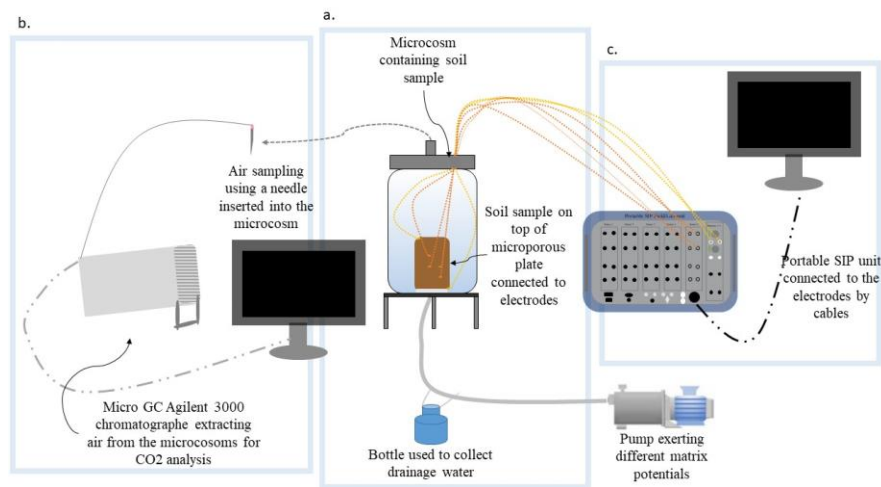 b.
a.
c.
Microcosm
containing soil
sample
Air sampling
using a needle
inserted into the
microcosm
Soil sample on
top of
microporous
plate
connected to
electrodes
Portable SIP unit
connected to the
electrodes by
cables
Micro GC Agilent 3000
chromatographe extracting
air from the microcosoms for
CO2 analysis
Bottle used to collect
drainage water
Pump exerting
different matrix
potentials